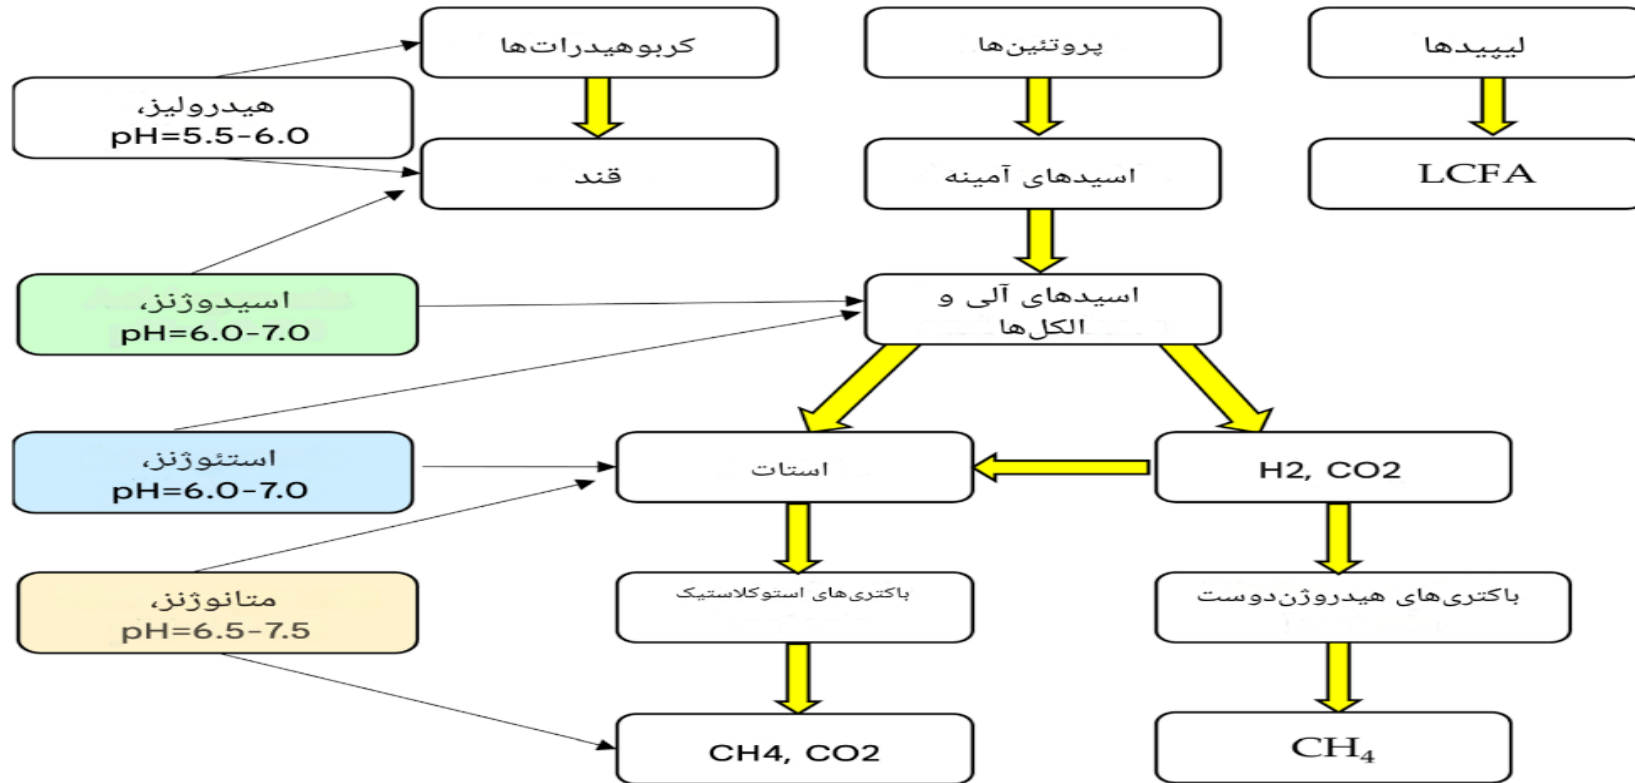 کربوهیدرات‌ها
پروتئین‌ها
لیپیدها
هیدرولیز،
pH=5.5-6.0
قند
اسیدهای آمینه
LCFA
اسیدوژنز،
pH=6.0-7.0
اسیدهای آلی و
الکل‌ها
استئوژنز،
pH=6.0-7.0
استات
H2, CO2
متانوژنز،
pH=6.5-7.5
باکتری‌های استوکلاستیک
باکتری‌های هیدروژن‌دوست
CH4, CO2
CH₄